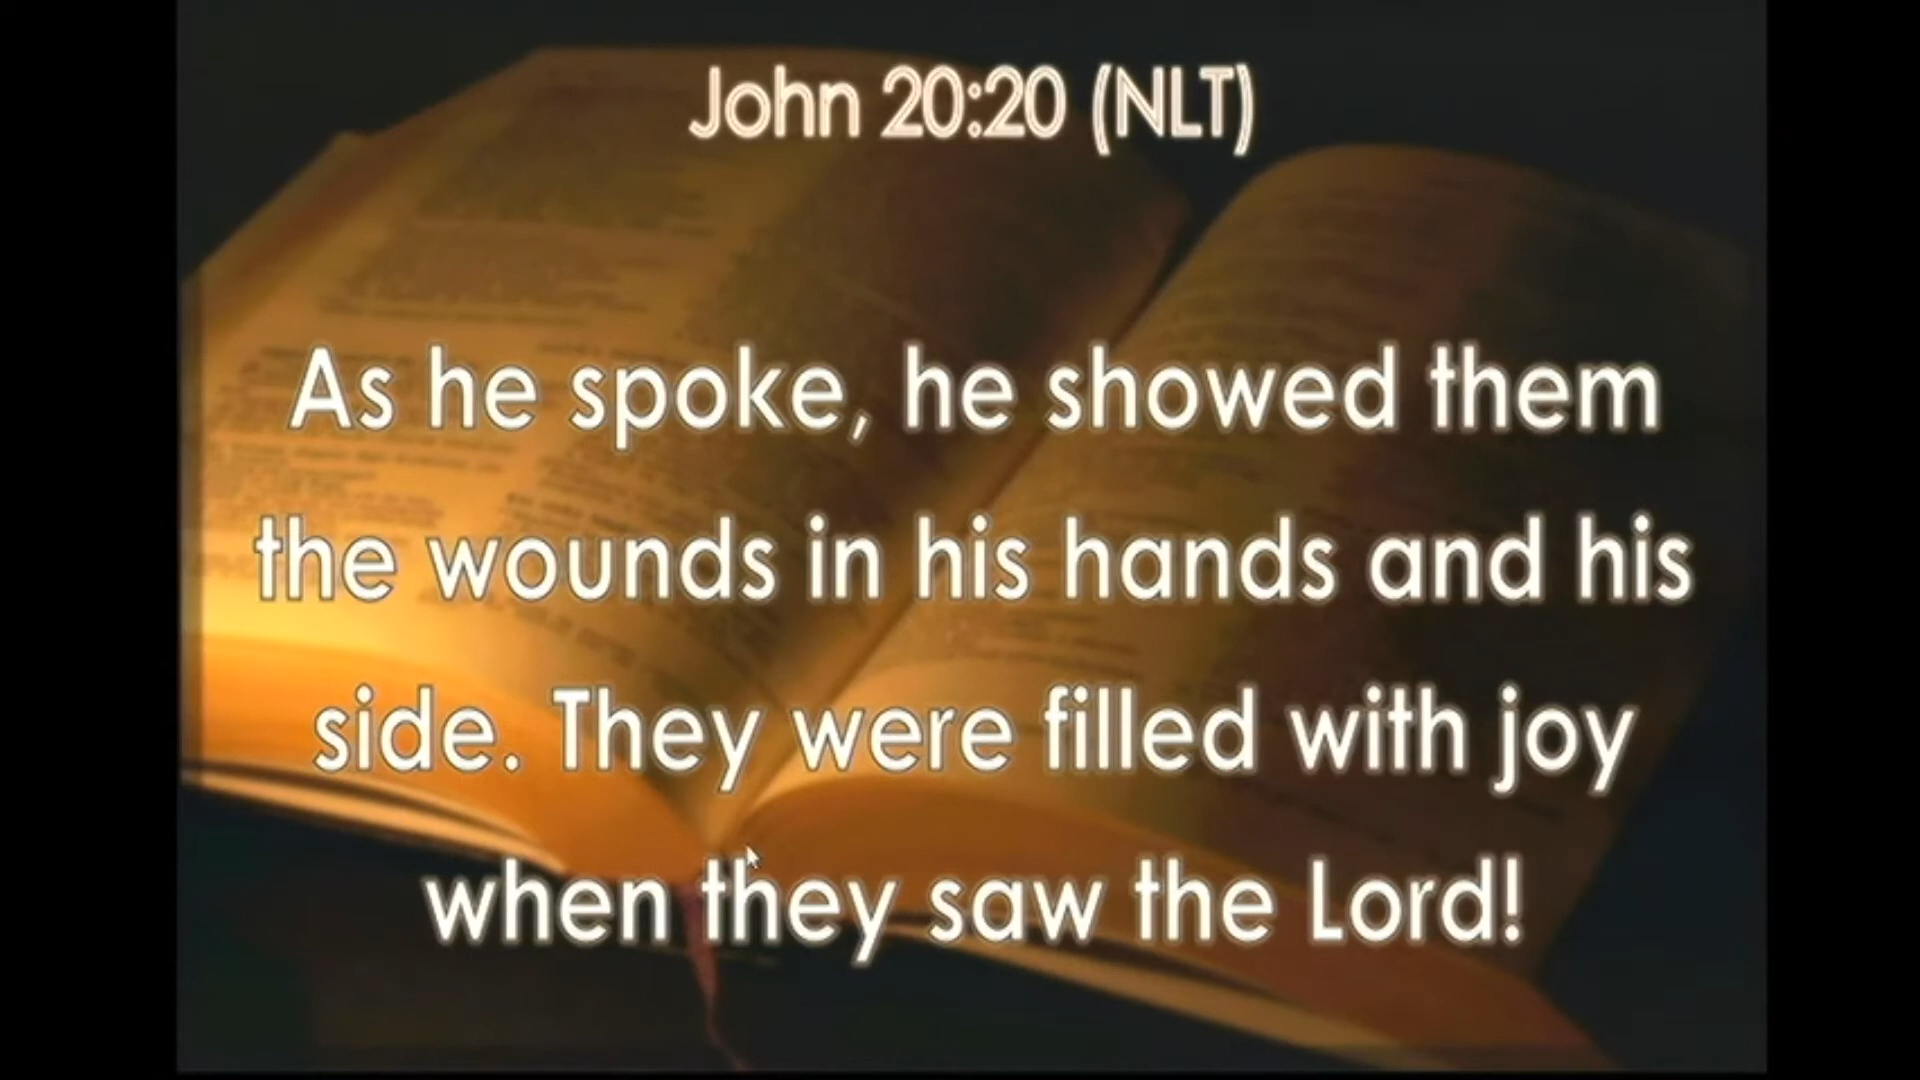 John 20:20 (NLT)
As he spoke, he showed them
the wounds in his hands and his
side. They were filled with joy
when they saw the Lord!